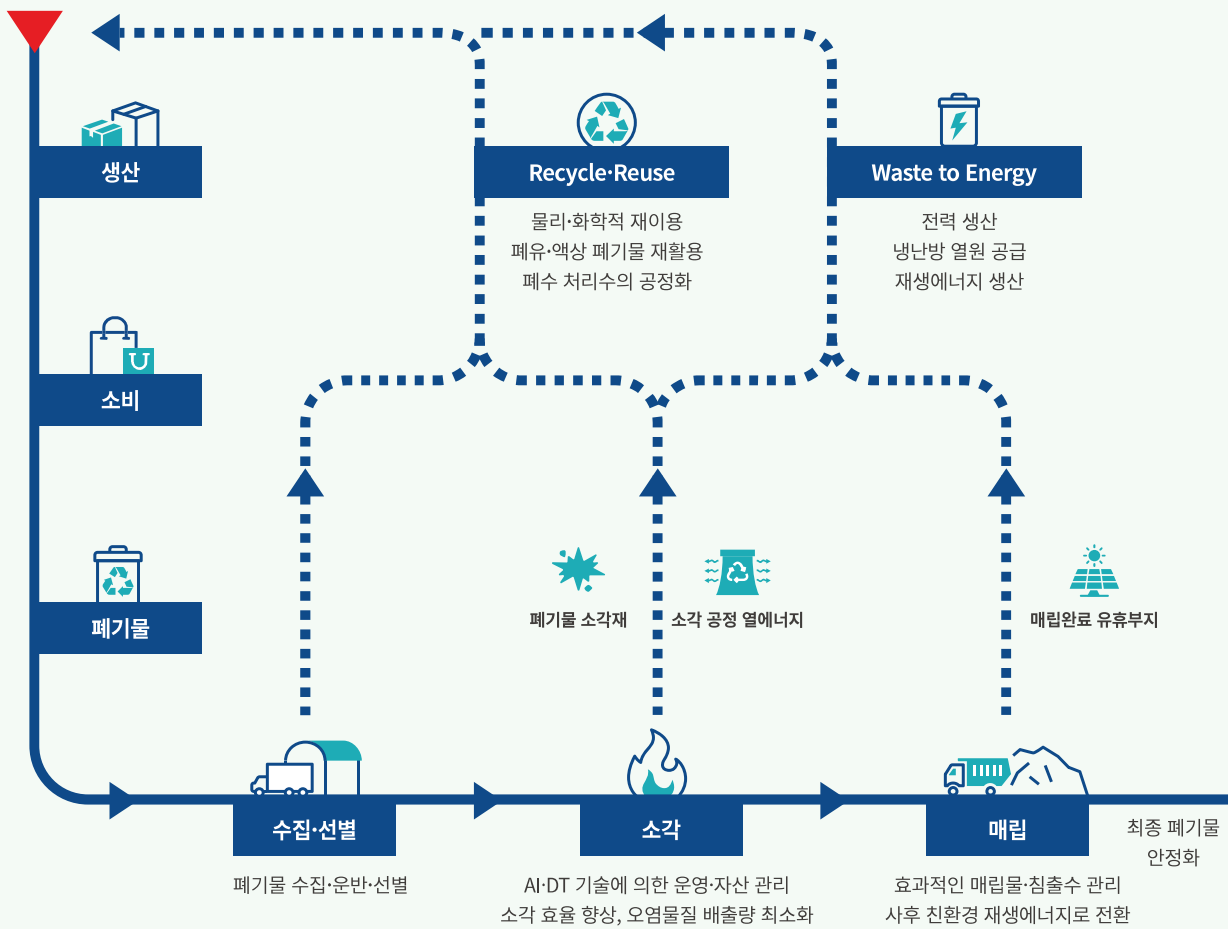 생산
Recycle·Reuse
Waste to Energy
물리·화학적 재이용
폐유·액상 폐기물 재활용
폐수 처리수의 공정화
전력 생산
냉난방 열원 공급
재생에너지 생산
소비
폐기물
폐기물 소각재
소각 공정 열에너지
매립완료 유휴부지
수집·선별
소각
매립
최종 폐기물
안정화
폐기물 수집·운반·선별
AI·DT 기술에 의한 운영·자산 관리
소각 효율 향상, 오염물질 배출량 최소화
효과적인 매립물·침출수 관리
사후 친환경 재생에너지로 전환